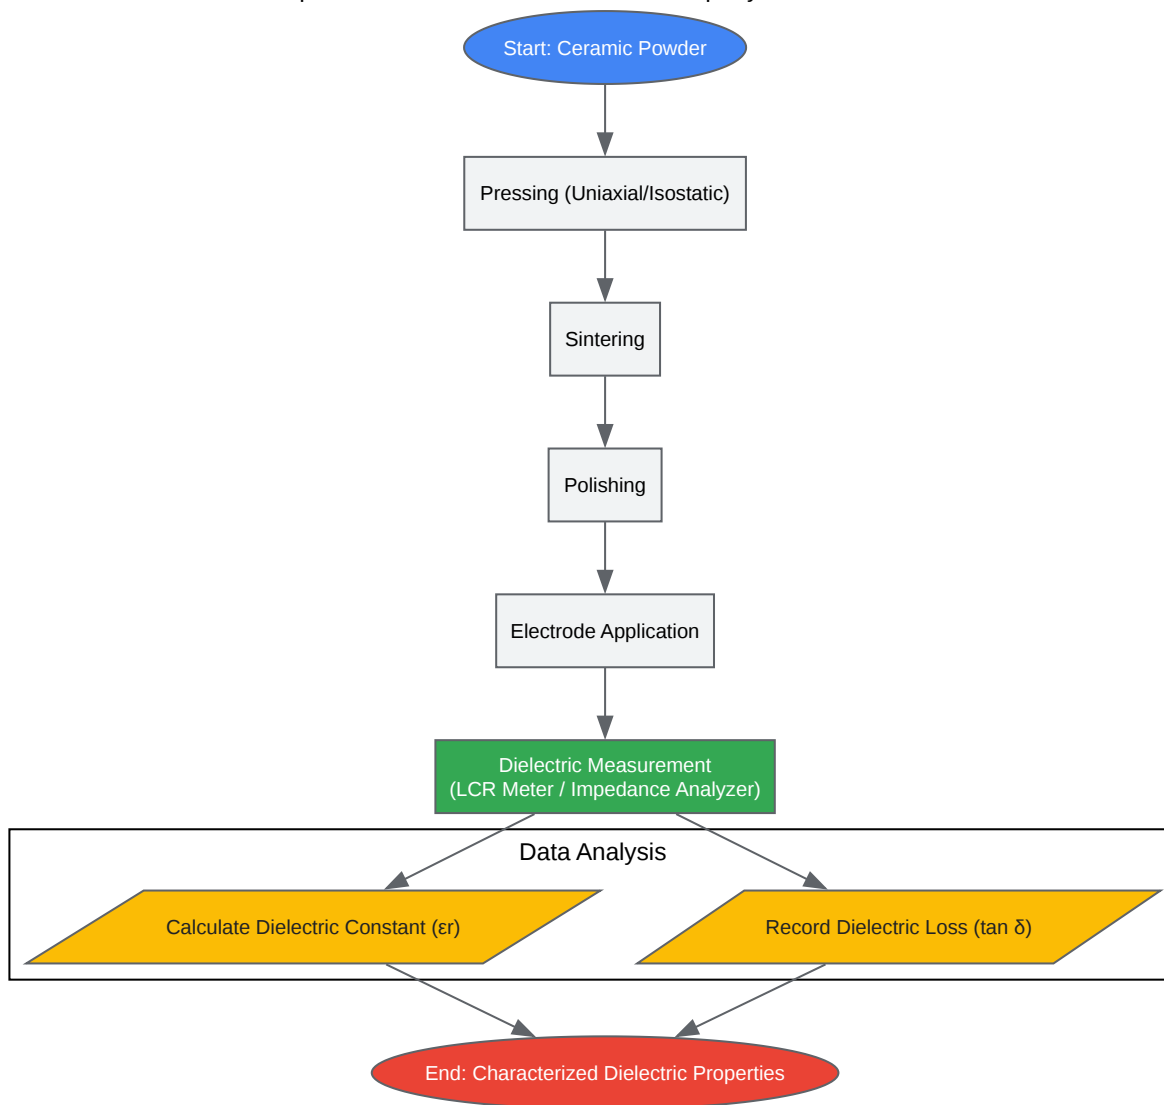 Start: Ceramic Powder
Pressing (Uniaxial/Isostatic)
Sintering
Polishing
Electrode Application
Dielectric Measurement
(LCR Meter / Impedance Analyzer)
Data Analysis
Calculate Dielectric Constant (εr)
Record Dielectric Loss (tan δ)
End: Characterized Dielectric Properties